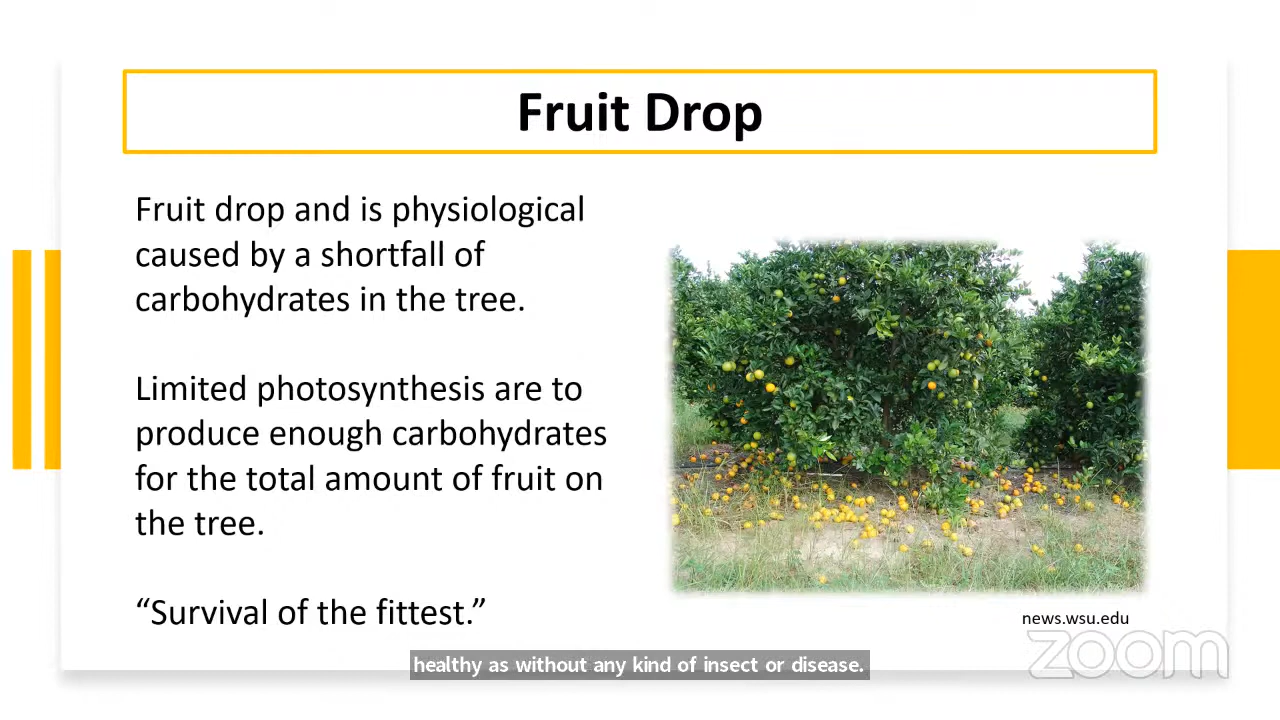 Fruit Drop
Fruit drop and is physiological
caused by a shortfall of
carbohydrates in the tree.
Limited photosynthesis are to
produce enough carbohydrates
for the total amount of fruit on
the tree.
“Survival of the fittest.”
news.wsu.edu
zoom
healthy as without any kind of insect or disease.